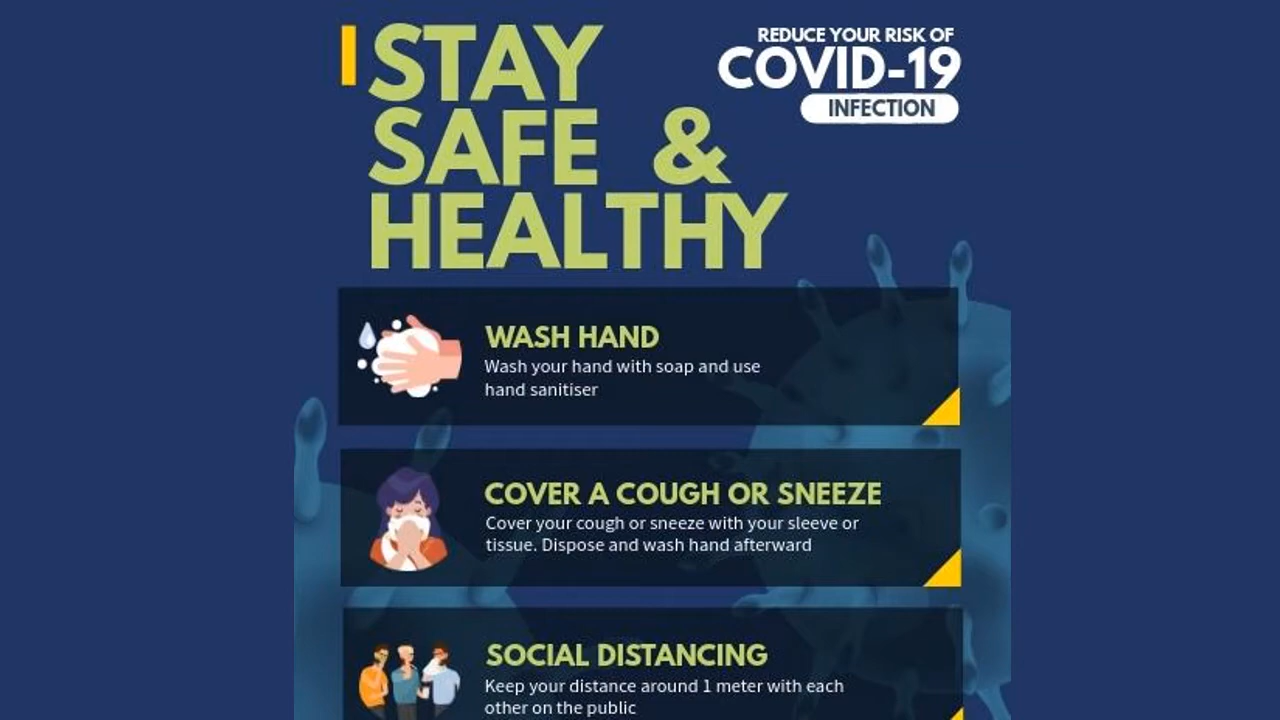 STAY
SAFE &
HEALTHY
REDUCE YOUR RISK OF
COVID-19
INFECTION
WASH HAND
Wash your hand with soap and use
hand sanitiser
COVER A COUGH OR SNEEZE
Cover your cough or sneeze with your sleeve or
tissue. Dispose and wash hand afterward
SOCIAL DISTANCING
Keep your distance around 1 meter with each
other on the public